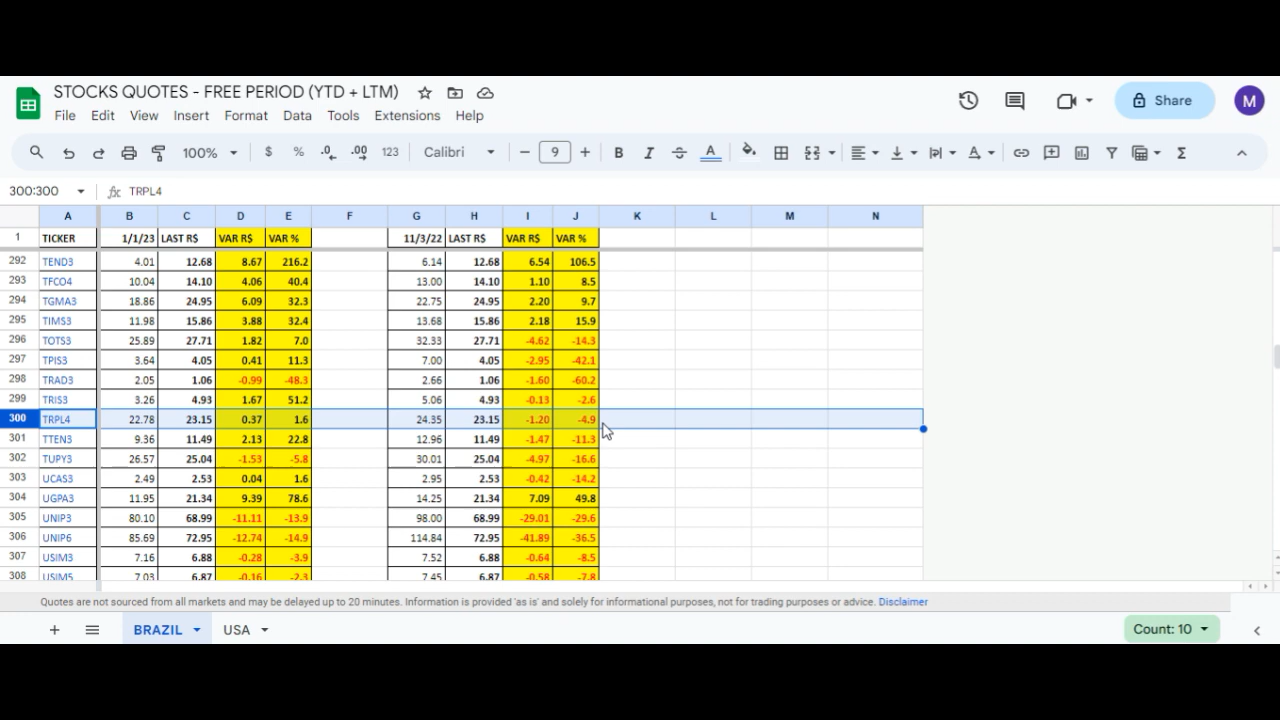 STOCKS QUOTES - FREE PERIOD (YTD + LTM)
File Edit View Insert Format Data Tools Extensions Help
Share
M
100% $ % .0 .00 123 Calibri 9 B I A Σ
300:300 fx TRPL4
A B C D E F G H I J K L M N
1 TICKER 1/1/23 LAST R$ VAR R$ VAR % 11/3/22 LAST R$ VAR R$ VAR %
292 TEND3 4.01 12.68 8.67 216.2 6.14 12.68 6.54 106.5
293 TFCO4 10.04 14.10 4.06 40.4 13.00 14.10 1.10 8.5
294 TGMA3 18.86 24.95 6.09 32.3 22.75 24.95 2.20 9.7
295 TIMS3 11.98 15.86 3.88 32.4 13.68 15.86 2.18 15.9
296 TOTS3 25.89 27.71 1.82 7.0 32.33 27.71 -4.62 -14.3
297 TPIS3 3.64 4.05 0.41 11.3 7.00 4.05 -2.95 -42.1
298 TRAD3 2.05 1.06 -0.99 -48.3 2.66 1.06 -1.60 -60.2
299 TRIS3 3.26 4.93 1.67 51.2 5.06 4.93 -0.13 -2.6
300 TRPL4 22.78 23.15 0.37 1.6 24.35 23.15 -1.20 -4.9
301 TTEN3 9.36 11.49 2.13 22.8 12.96 11.49 -1.47 -11.3
302 TUPY3 26.57 25.04 -1.53 -5.8 30.01 25.04 -4.97 -16.6
303 UCAS3 2.49 2.53 0.04 1.6 2.95 2.53 -0.42 -14.2
304 UGPA3 11.95 21.34 9.39 78.6 14.25 21.34 7.09 49.8
305 UNIP3 80.10 68.99 -11.11 -13.9 98.00 68.99 -29.01 -29.6
306 UNIP6 85.69 72.95 -12.74 -14.9 114.84 72.95 -41.89 -36.5
307 USIM3 7.16 6.88 -0.28 -3.9 7.52 6.88 -0.64 -8.5
308 USIM5 7.03 6.87 -0.16 -2.3 7.45 6.87 -0.58 -7.8
Quotes are not sourced from all markets and may be delayed up to 20 minutes. Information is provided 'as is' and solely for informational purposes, not for trading purposes or advice. Disclaimer
BRAZIL USA Count: 10